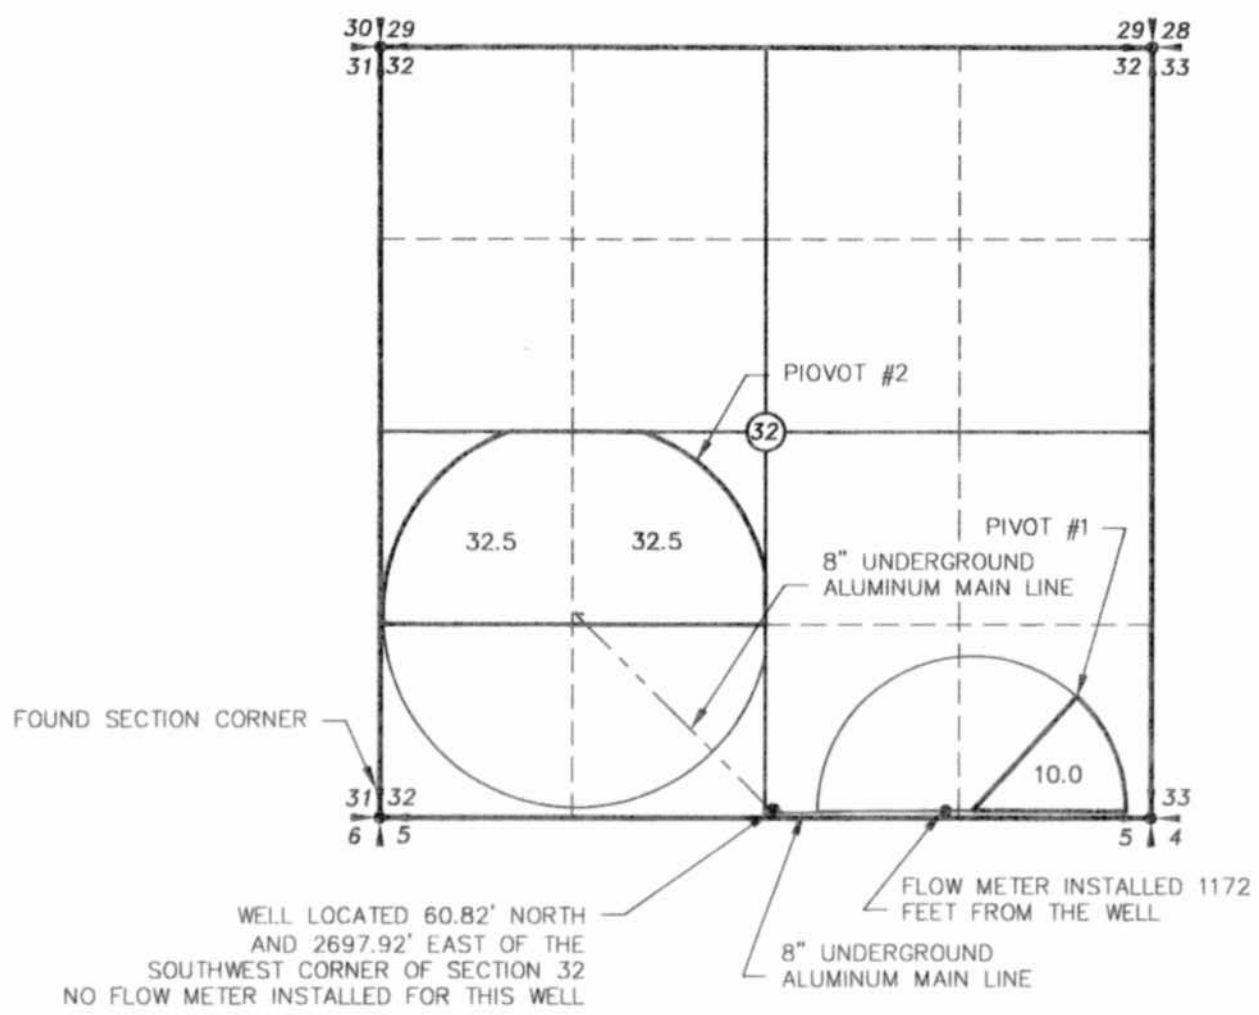 30 29
29 28
31 32
32 33
PIOVOT #2
32
PIVOT #1
32.5
32.5
8" UNDERGROUND
ALUMINUM MAIN LINE
FOUND SECTION CORNER
10.0
31 32
33
6 5
5 4
FLOW METER INSTALLED 1172
FEET FROM THE WELL
WELL LOCATED 60.82' NORTH
AND 2697.92' EAST OF THE
SOUTHWEST CORNER OF SECTION 32
NO FLOW METER INSTALLED FOR THIS WELL
8" UNDERGROUND
ALUMINUM MAIN LINE